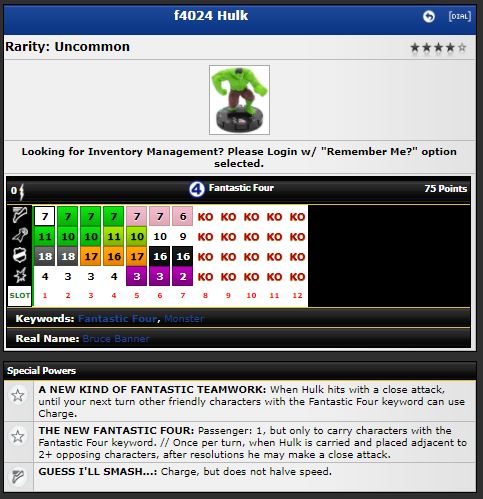 f4024 Hulk
[DIAL]
Rarity: Uncommon
Looking for Inventory Management? Please Login w/ "Remember Me?" option
selected.
0
4 Fantastic Four
75 Points
7 7 7 7 7 7 6 KO KO KO KO KO
11 10 10 11 10 10 9 KO KO KO KO KO
18 18 17 16 17 16 16 KO KO KO KO KO
4 3 3 4 3 3 2 KO KO KO KO KO
SLOT 1 2 3 4 5 6 7 8 9 10 11 12
Keywords: Fantastic Four, Monster
Real Name: Bruce Banner
Special Powers
A NEW KIND OF FANTASTIC TEAMWORK: When Hulk hits with a close attack,
until your next turn other friendly characters with the Fantastic Four keyword can use
Charge.
THE NEW FANTASTIC FOUR: Passenger: 1, but only to carry characters with the
Fantastic Four keyword. // Once per turn, when Hulk is carried and placed adjacent to
2+ opposing characters, after resolutions he may make a close attack.
GUESS I'LL SMASH...: Charge, but does not halve speed.